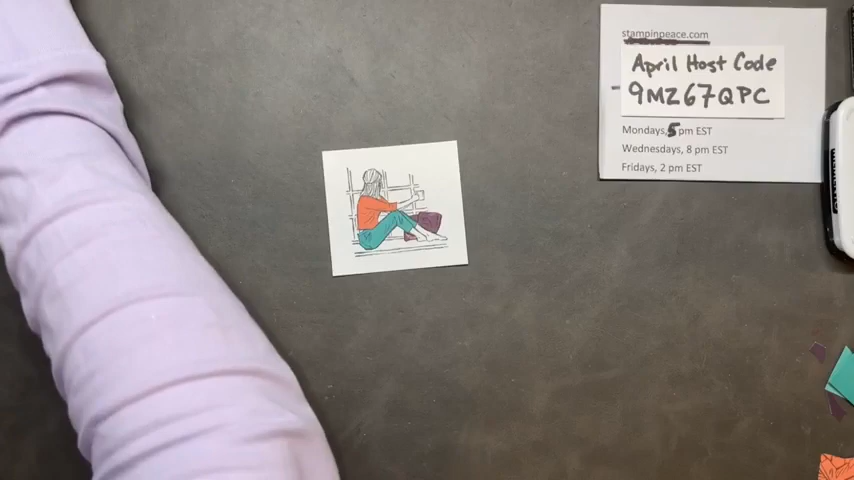 stampinpeace.com
April Host Code
9MZ67QPC
Mondays, 5 pm EST
Wednesdays, 8 pm EST
Fridays, 2 pm EST